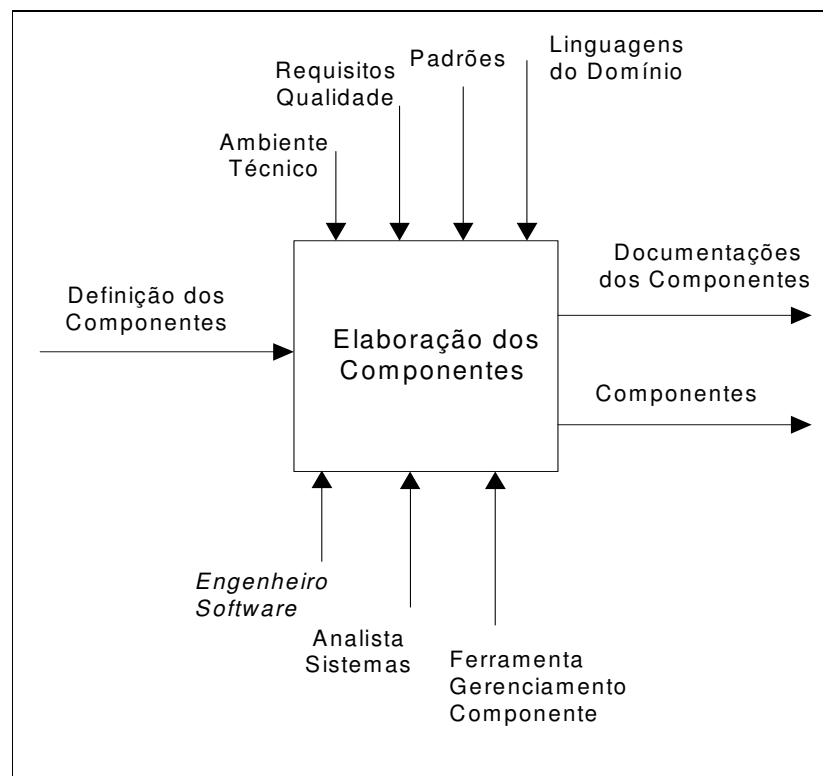 Linguagens
do Domínio
Padrões
Requisitos
Qualidade
Ambiente
Técnico
Documentações
dos Componentes
Definição dos
Componentes
Elaboração dos
Componentes
Componentes
Engenheiro
Software
Analista
Sistemas
Ferramenta
Gerenciamento
Componente